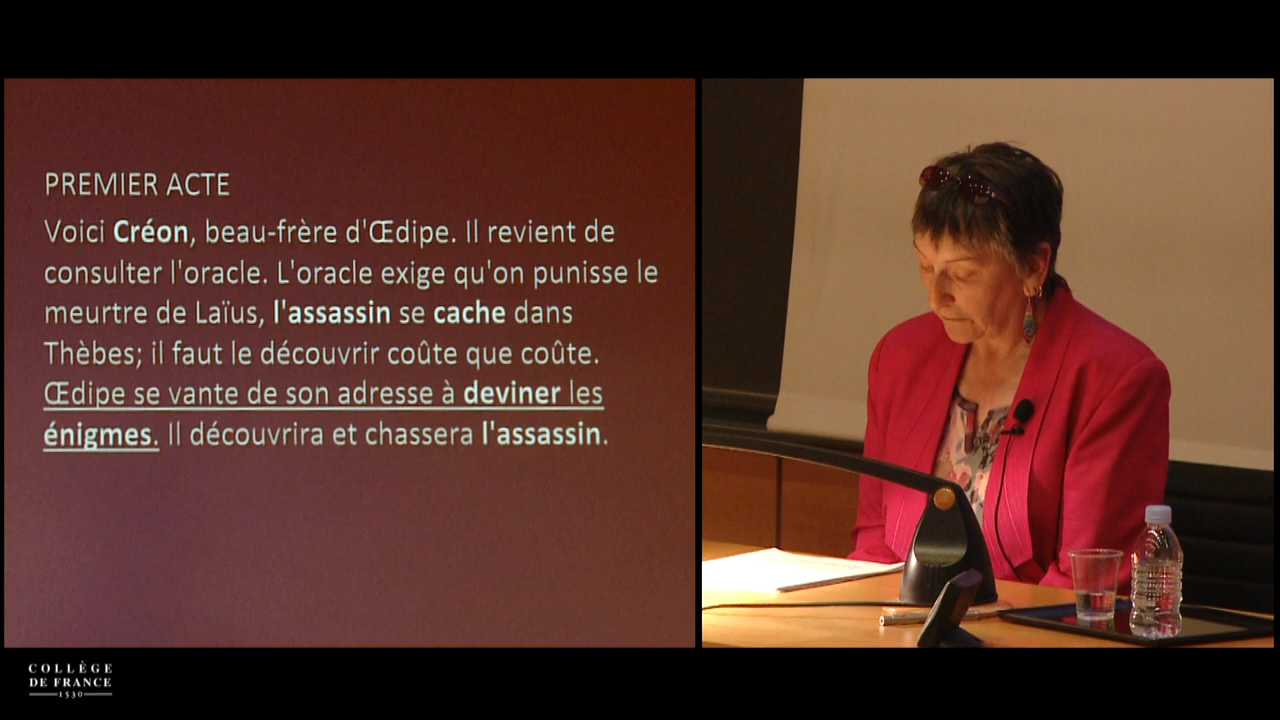 PREMIER ACTE
Voici Créon, beau-frère d'Œdipe. Il revient de
consulter l'oracle. L'oracle exige qu'on punisse le
meurtre de Laïus, l'assassin se cache dans
Thèbes; il faut le découvrir coûte que coûte.
Œdipe se vante de son adresse à deviner les
énigmes. Il découvrira et chassera l'assassin.
COLLÈGE
DE FRANCE
1530